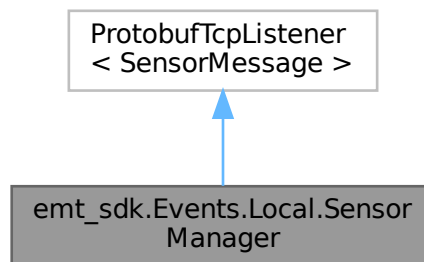 ProtobufTcpListener
< SensorMessage >
emt_sdk.Events.Local.Sensor
Manager